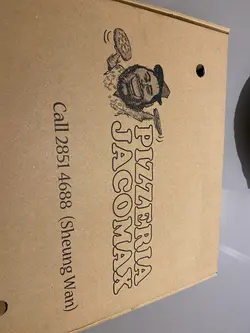 PIZZERIA
JACOMAX
Call 2851 4688 (Sheung Wan)